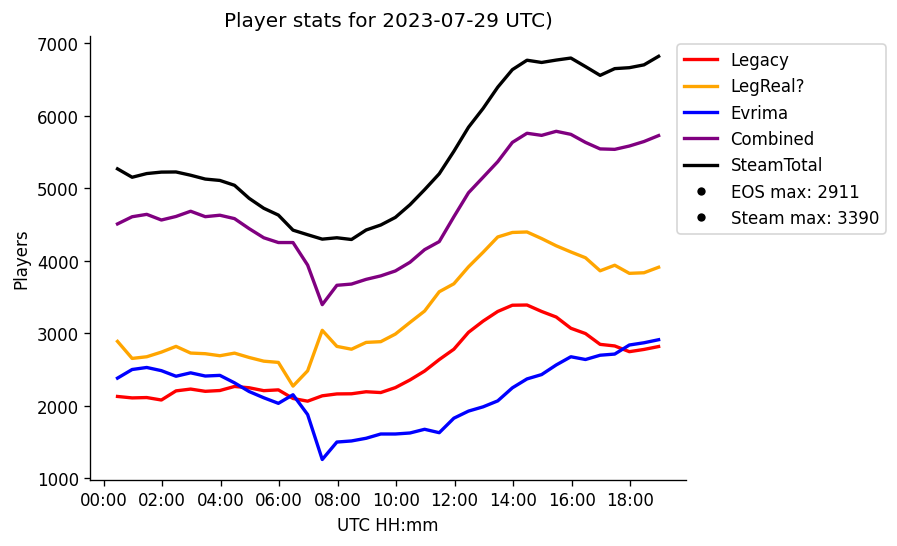 Player stats for 2023-07-29 UTC)
7000
6000
5000
4000
3000
2000
1000
Players
00:00 02:00 04:00 06:00 08:00 10:00 12:00 14:00 16:00 18:00
UTC HH:mm
Legacy
LegReal?
Evrima
Combined
SteamTotal
EOS max: 2911
Steam max: 3390